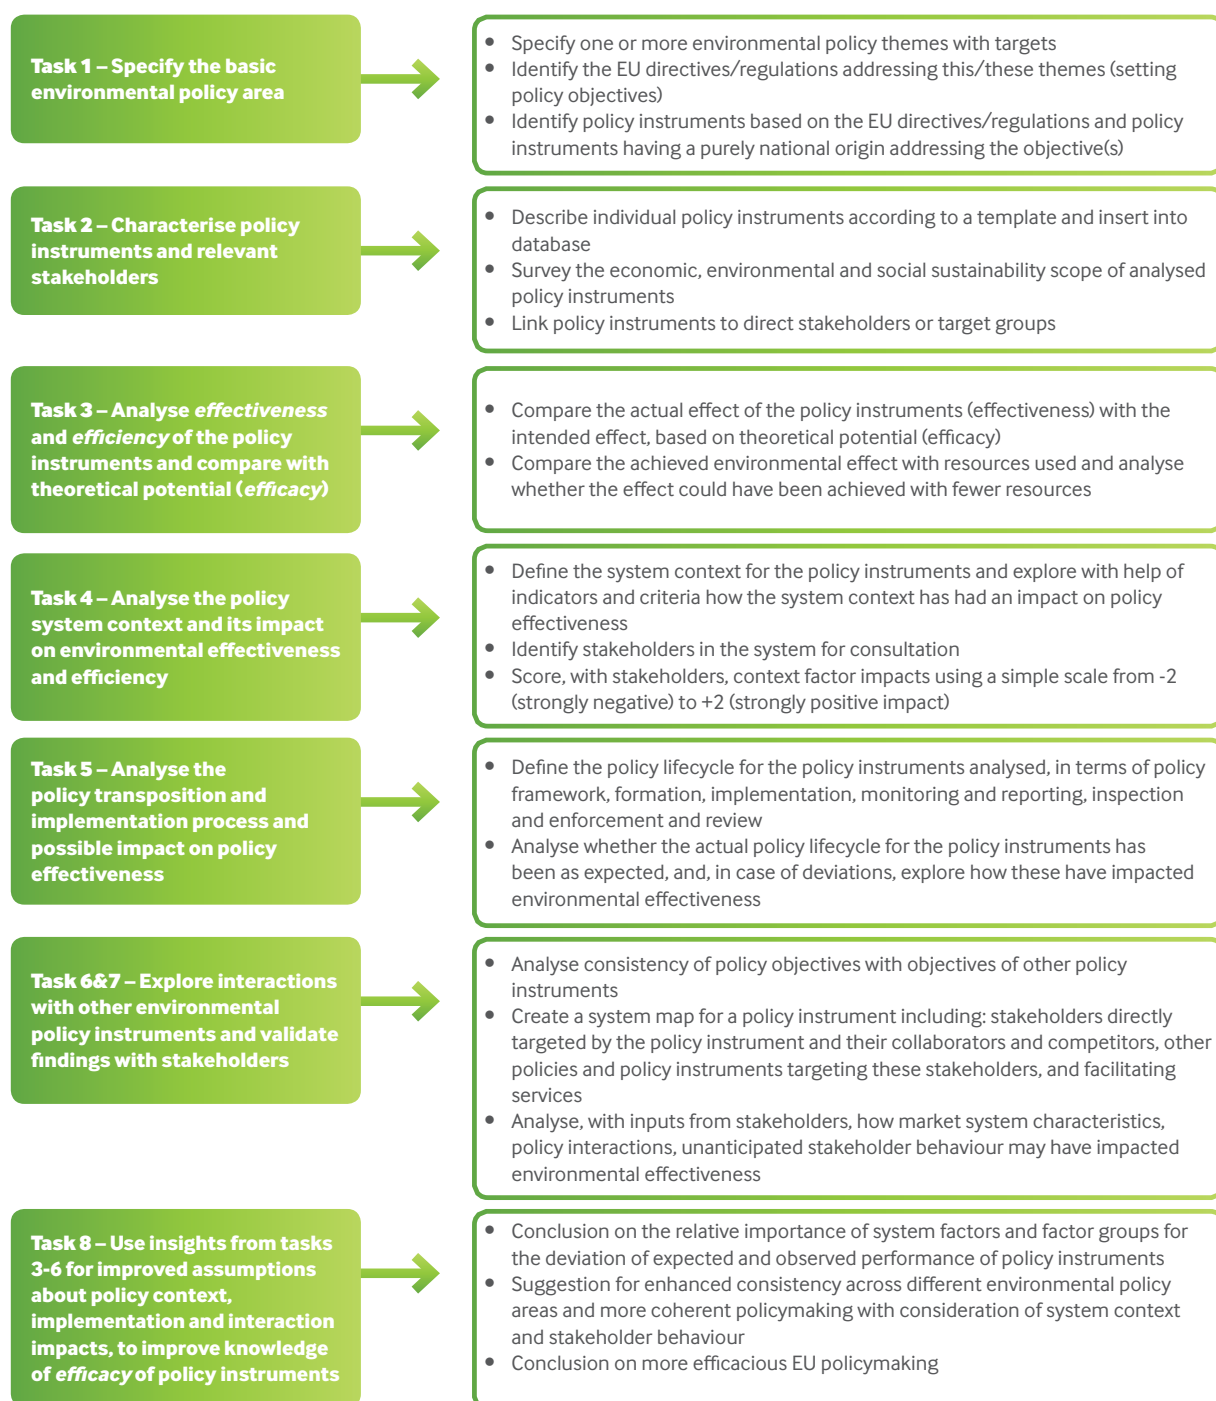 Task 1 – Specify the basic
environmental policy area
• Specify one or more environmental policy themes with targets
• Identify the EU directives/regulations addressing this/these themes (setting
policy objectives)
• Identify policy instruments based on the EU directives/regulations and policy
instruments having a purely national origin addressing the objective(s)
Task 2 – Characterise policy
instruments and relevant
stakeholders
• Describe individual policy instruments according to a template and insert into
database
• Survey the economic, environmental and social sustainability scope of analysed
policy instruments
• Link policy instruments to direct stakeholders or target groups
Task 3 – Analyse effectiveness
and efficiency of the policy
instruments and compare with
theoretical potential (efficacy)
• Compare the actual effect of the policy instruments (effectiveness) with the
intended effect, based on theoretical potential (efficacy)
• Compare the achieved environmental effect with resources used and analyse
whether the effect could have been achieved with fewer resources
Task 4 – Analyse the policy
system context and its impact
on environmental effectiveness
and efficiency
• Define the system context for the policy instruments and explore with help of
indicators and criteria how the system context has had an impact on policy
effectiveness
• Identify stakeholders in the system for consultation
• Score, with stakeholders, context factor impacts using a simple scale from -2
(strongly negative) to +2 (strongly positive impact)
Task 5 – Analyse the
policy transposition and
implementation process and
possible impact on policy
effectiveness
• Define the policy lifecycle for the policy instruments analysed, in terms of policy
framework, formation, implementation, monitoring and reporting, inspection
and enforcement and review
• Analyse whether the actual policy lifecycle for the policy instruments has
been as expected, and, in case of deviations, explore how these have impacted
environmental effectiveness
Task 6&7 – Explore interactions
with other environmental
policy instruments and validate
findings with stakeholders
• Analyse consistency of policy objectives with objectives of other policy
instruments
• Create a system map for a policy instrument including: stakeholders directly
targeted by the policy instrument and their collaborators and competitors, other
policies and policy instruments targeting these stakeholders, and facilitating
services
• Analyse, with inputs from stakeholders, how market system characteristics,
policy interactions, unanticipated stakeholder behaviour may have impacted
environmental effectiveness
Task 8 – Use insights from tasks
3-6 for improved assumptions
about policy context,
implementation and interaction
impacts, to improve knowledge
of efficacy of policy instruments
• Conclusion on the relative importance of system factors and factor groups for
the deviation of expected and observed performance of policy instruments
• Suggestion for enhanced consistency across different environmental policy
areas and more coherent policymaking with consideration of system context
and stakeholder behaviour
• Conclusion on more efficacious EU policymaking